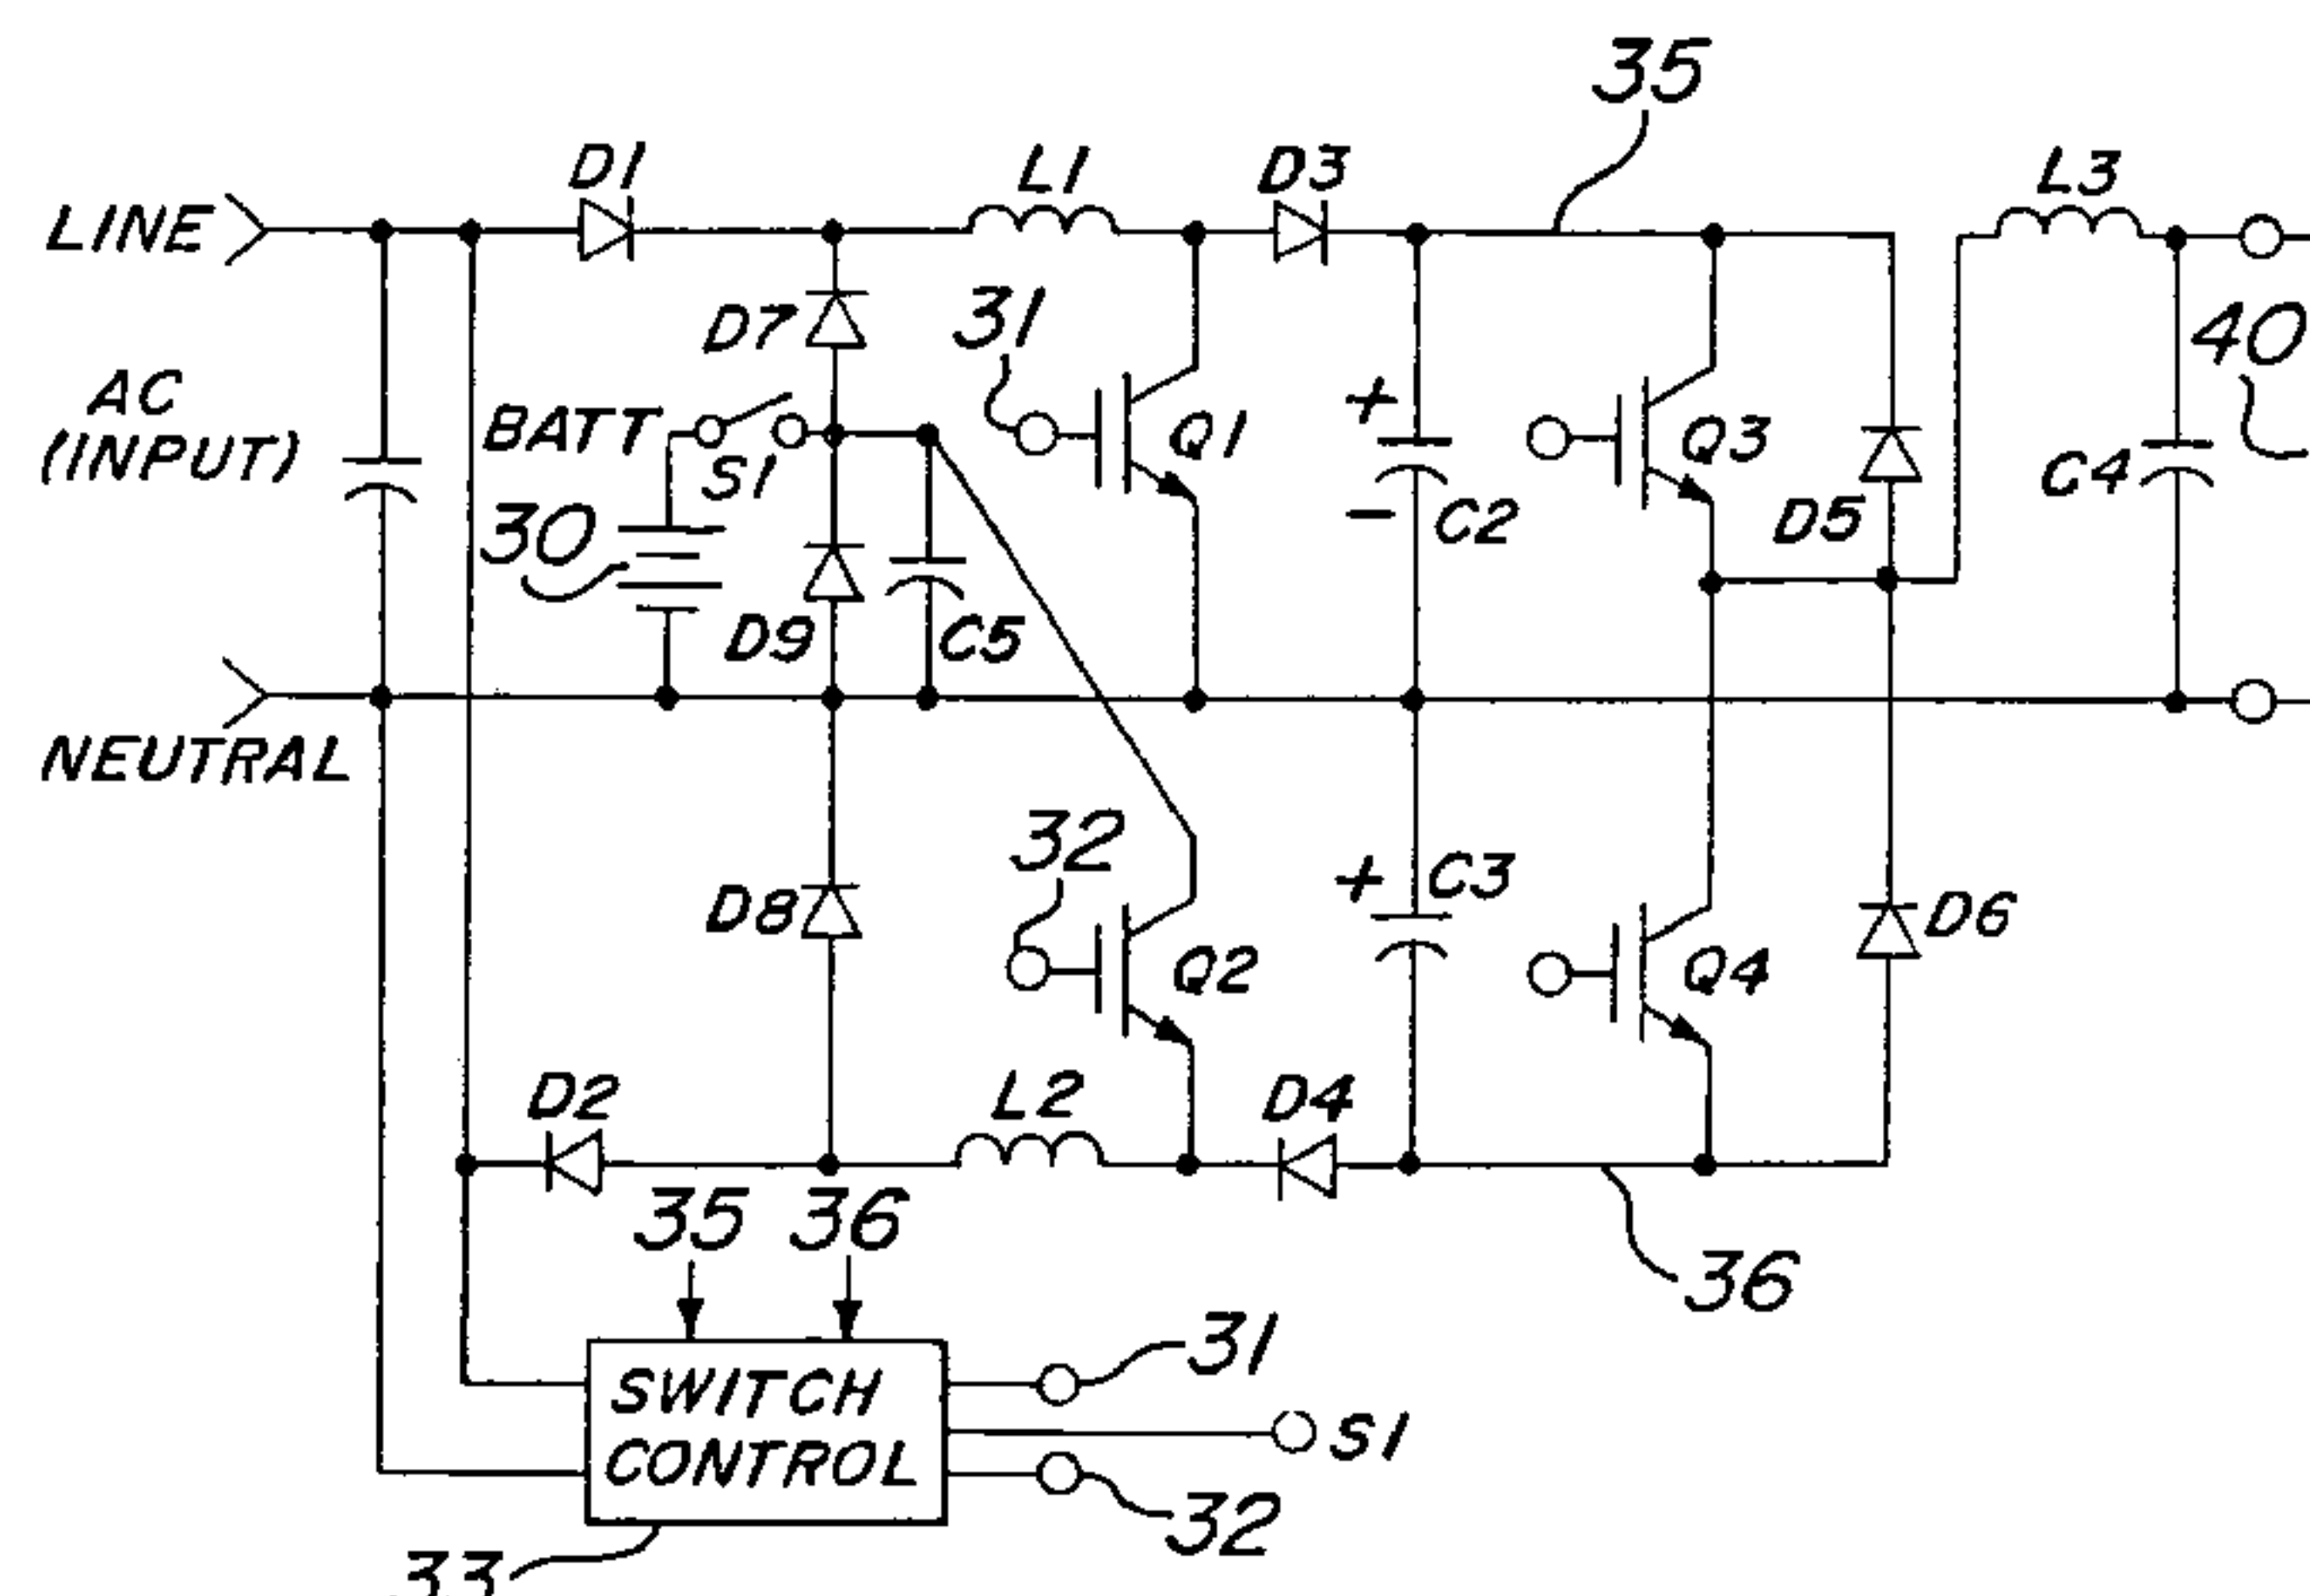 35
D1
L1
D3
L3
LINE
D7
31
40
AC
(INPUT)
BATT
S1
+
Q1
Q3
30
-
C2
D5
C4
D9
C5
NEUTRAL
32
+
C3
D8
Q2
Q4
D6
D2
L2
D4
35
36
36
31
SWITCH
CONTROL
S1
32
33